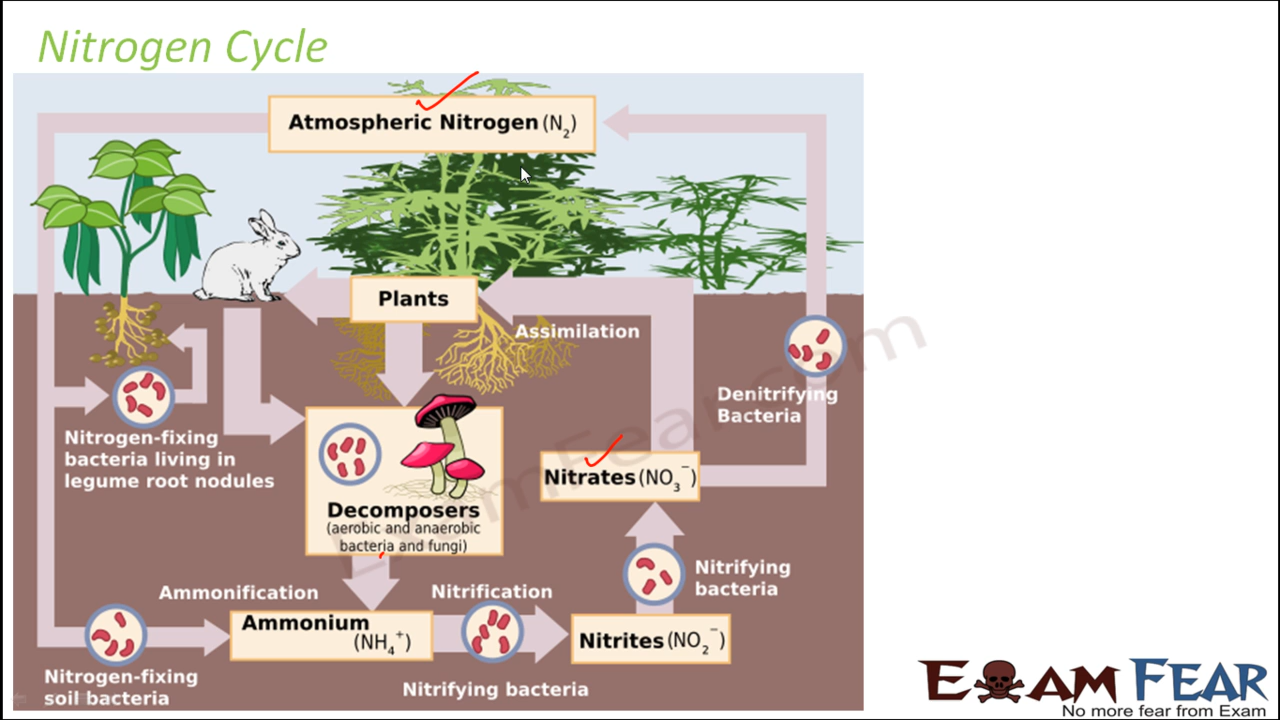 Nitrogen Cycle
Atmospheric Nitrogen (N2)
Plants
Assimilation
Denitrifying
Bacteria
Nitrogen-fixing
bacteria living in
legume root nodules
Nitrates (NO3−)
Decomposers
(aerobic and anaerobic
bacteria and fungi)
Nitrifying
bacteria
Ammonification
Nitrification
Ammonium
(NH4+)
Nitrites (NO2−)
Nitrogen-fixing
soil bacteria
Nitrifying bacteria
ExamFear.com
EXAM FEAR
No more fear from Exam